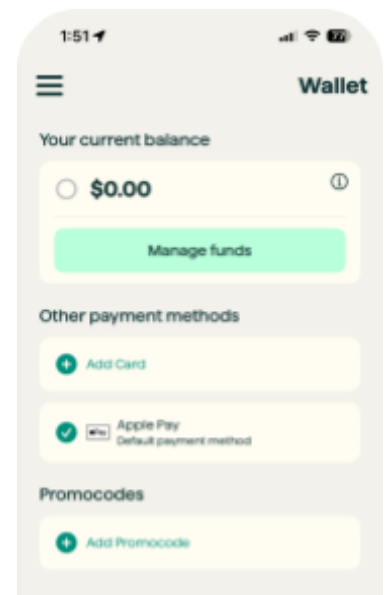 1:51
77
Wallet
Your current balance
$0.00
Manage funds
Other payment methods
Add Card
Apple Pay
Default payment method
Promocodes
Add Promocode